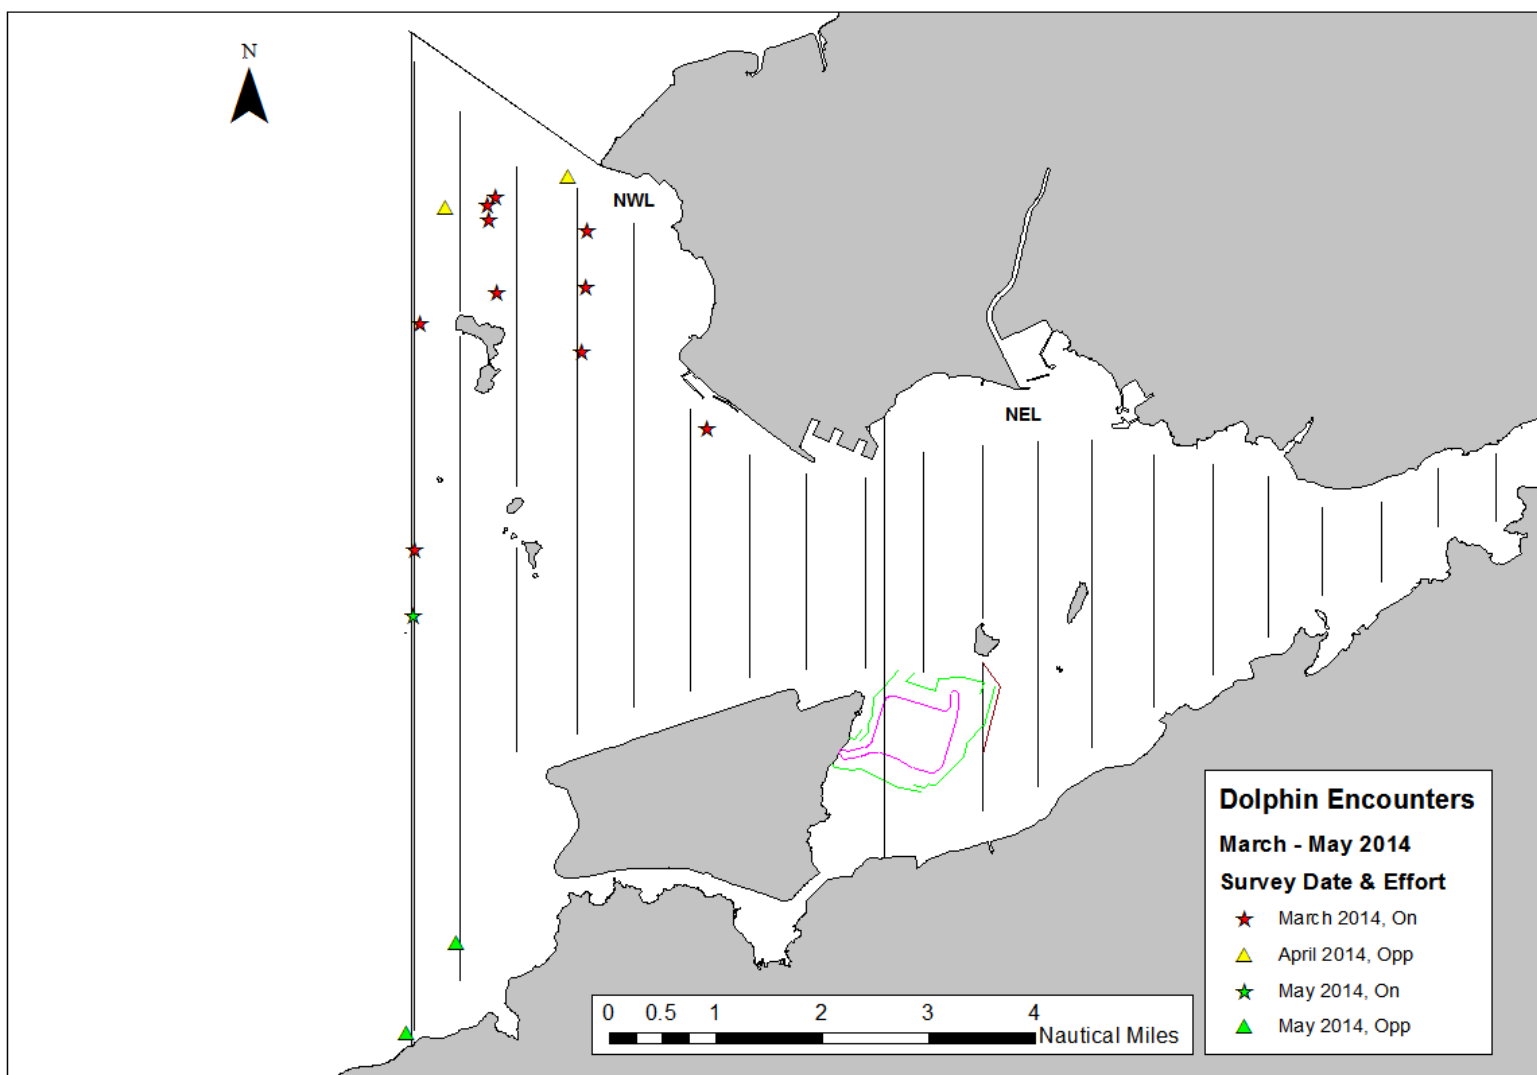 N
NWL
NEL
Dolphin Encounters
March - May 2014
Survey Date & Effort
March 2014, On
April 2014, Opp
May 2014, On
May 2014, Opp
0 0.5 1 2 3 4
Nautical Miles